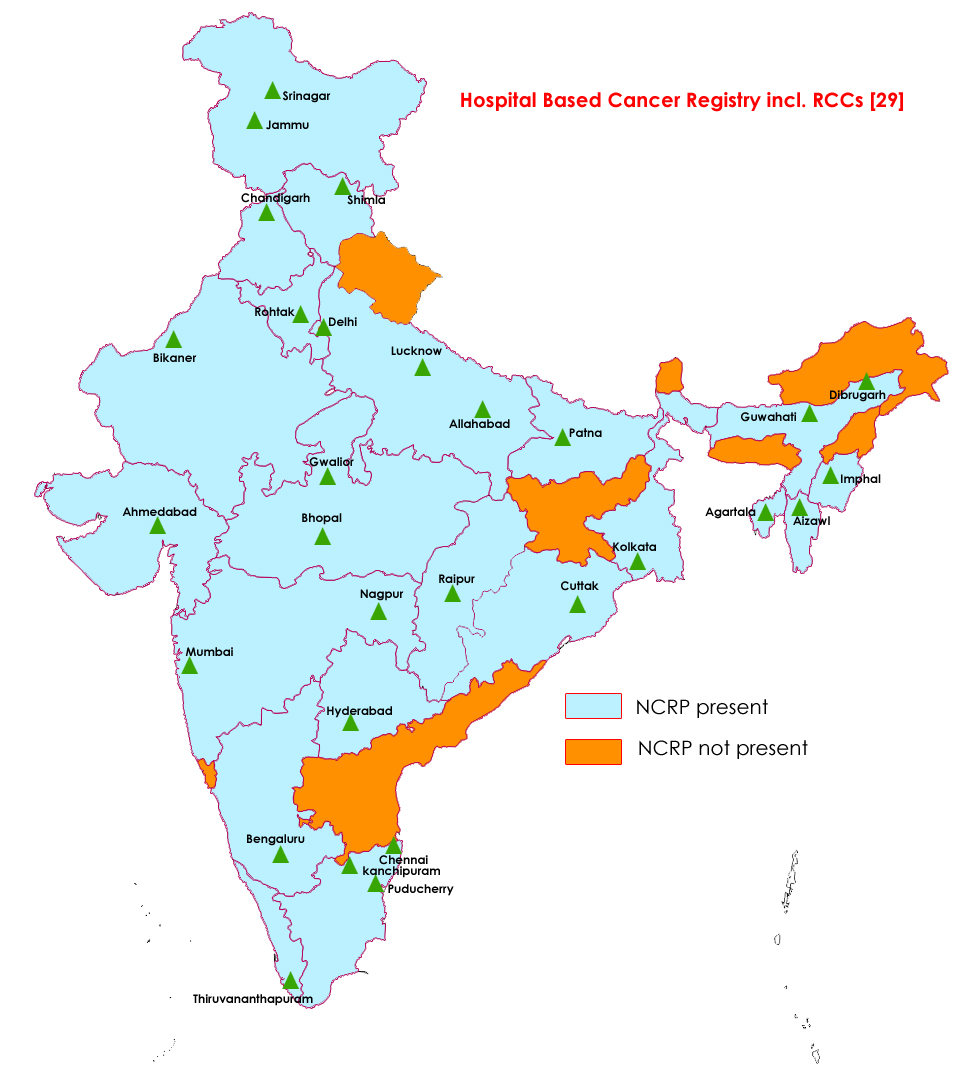 Hospital Based Cancer Registry incl. RCCs [29]
Srinagar
Jammu
Chandigarh
Shimla
Rohtak
Delhi
Bikaner
Lucknow
Allahabad
Patna
Dibrugarh
Guwahati
Gwalior
Imphal
Ahmedabad
Bhopal
Agartala
Aizawl
Kolkata
Raipur
Cuttak
Nagpur
Mumbai
Hyderabad
NCRP present
NCRP not present
Bengaluru
Chennai
kanchipuram
Puducherry
Thiruvananthapuram